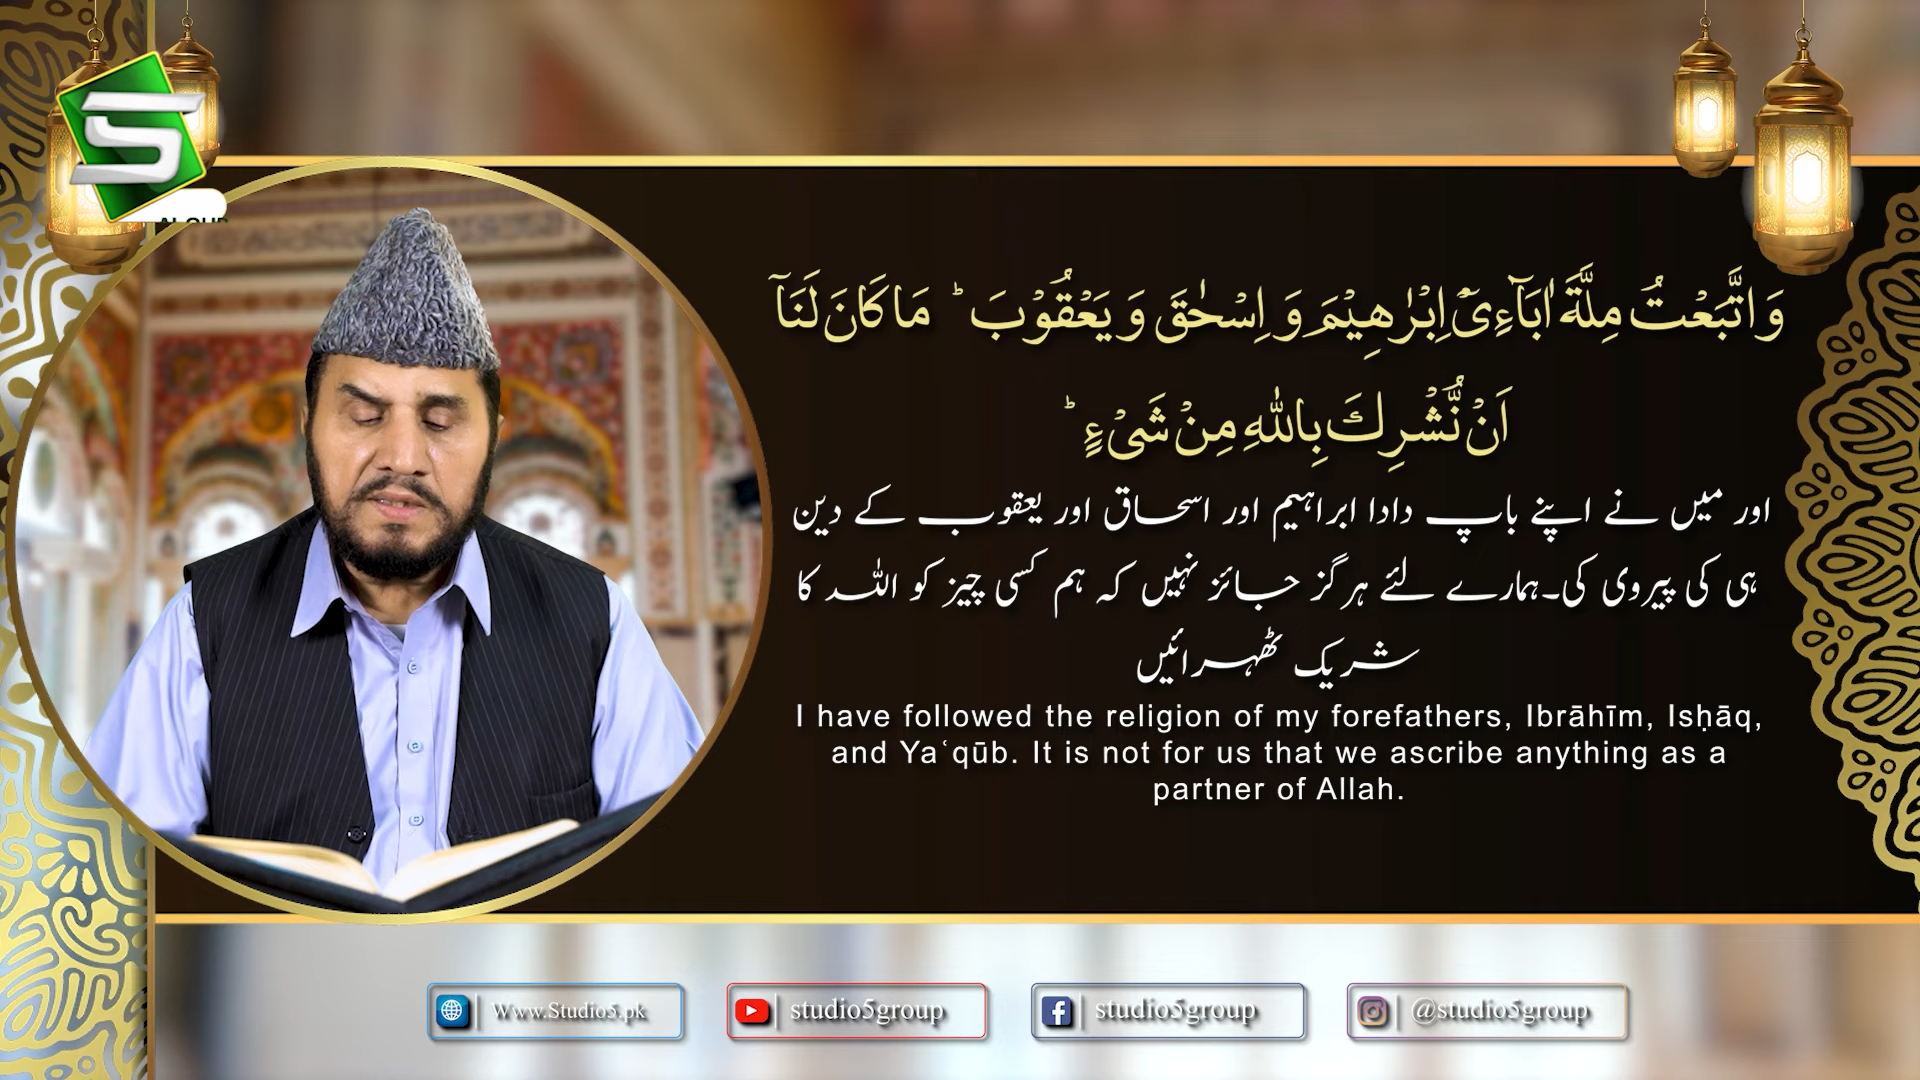 وَ اتَّبَعْتُ مِلَّةَ اٰبَآءِیْۤ اِبْرٰهِیْمَ وَ اِسْحٰقَ وَ یَعْقُوْبَ ؕ مَا كَانَ لَنَاۤ
اَنْ نُّشْرِكَ بِاللّٰهِ مِنْ شَیْءٍ ؕ
اور میں نے اپنے باپ دادا ابراہیم اور اسحاق اور یعقوب کے دین
ہی کی پیروی کی۔ ہمارے لئے ہرگز جائز نہیں کہ ہم کسی چیز کو اللہ کا
شریک ٹھہرائیں
I have followed the religion of my forefathers, Ibrāhīm, Isḥāq,
and Yaʿqūb. It is not for us that we ascribe anything as a
partner of Allah.
Www.Studio5.pk
studio5group
studio5group
@studio5group